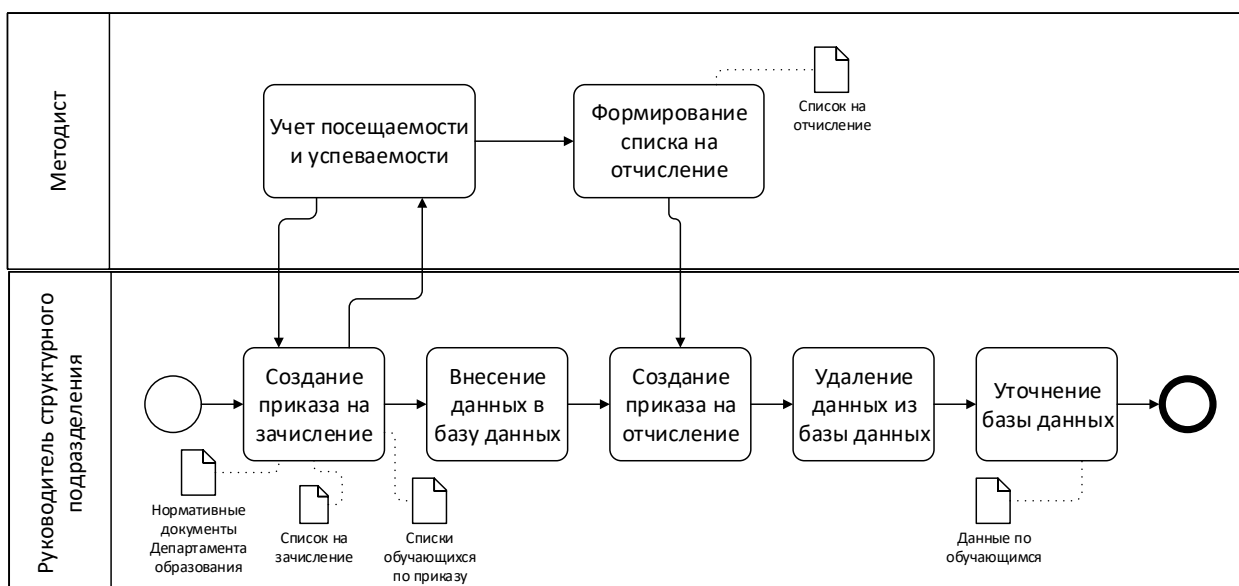 Методист
Учет посещаемости
и успеваемости
Формирование
списка на
отчисление
Список на
отчисление
Руководитель структурного
подразделения
Создание
приказа на
зачисление
Внесение
данных в
базу данных
Создание
приказа на
отчисление
Удаление
данных из
базы данных
Уточнение
базы данных
Нормативные
документы
Департамента
образования
Список на
зачисление
Списки
обучающихся
по приказу
Данные по
обучающимся